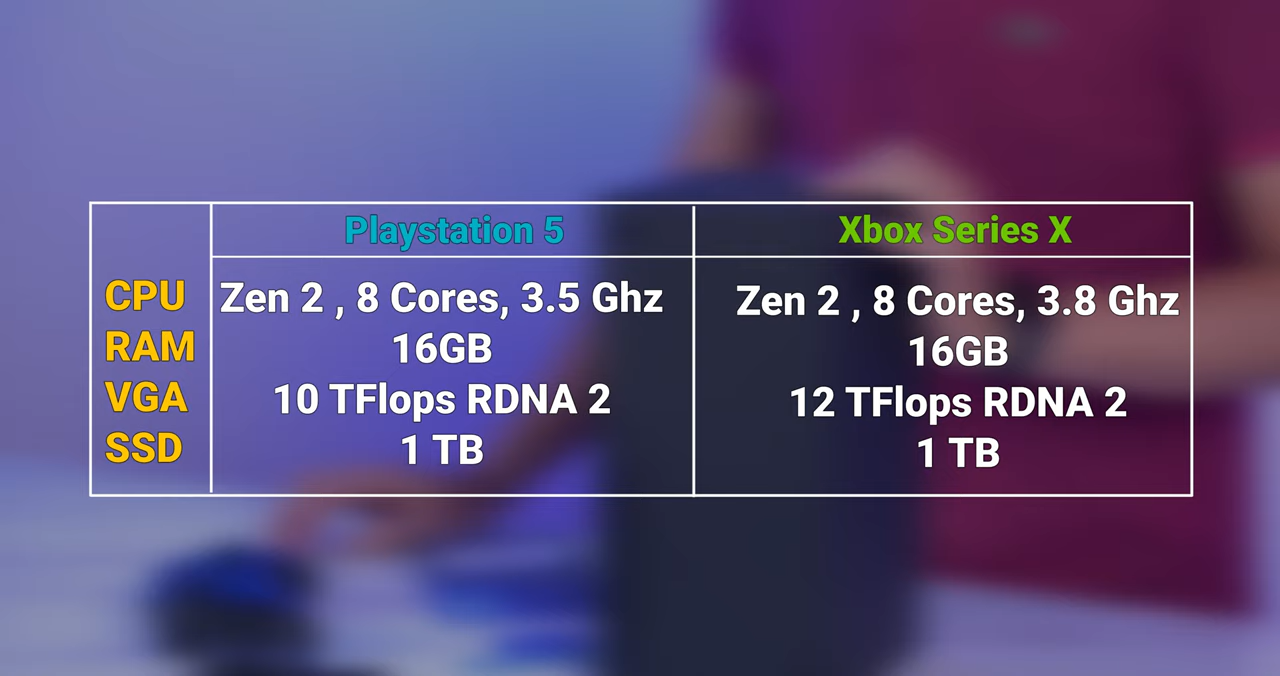 Playstation 5 Xbox Series X
CPU Zen 2 , 8 Cores, 3.5 Ghz Zen 2 , 8 Cores, 3.8 Ghz
RAM 16GB 16GB
VGA 10 TFlops RDNA 2 12 TFlops RDNA 2
SSD 1 TB 1 TB